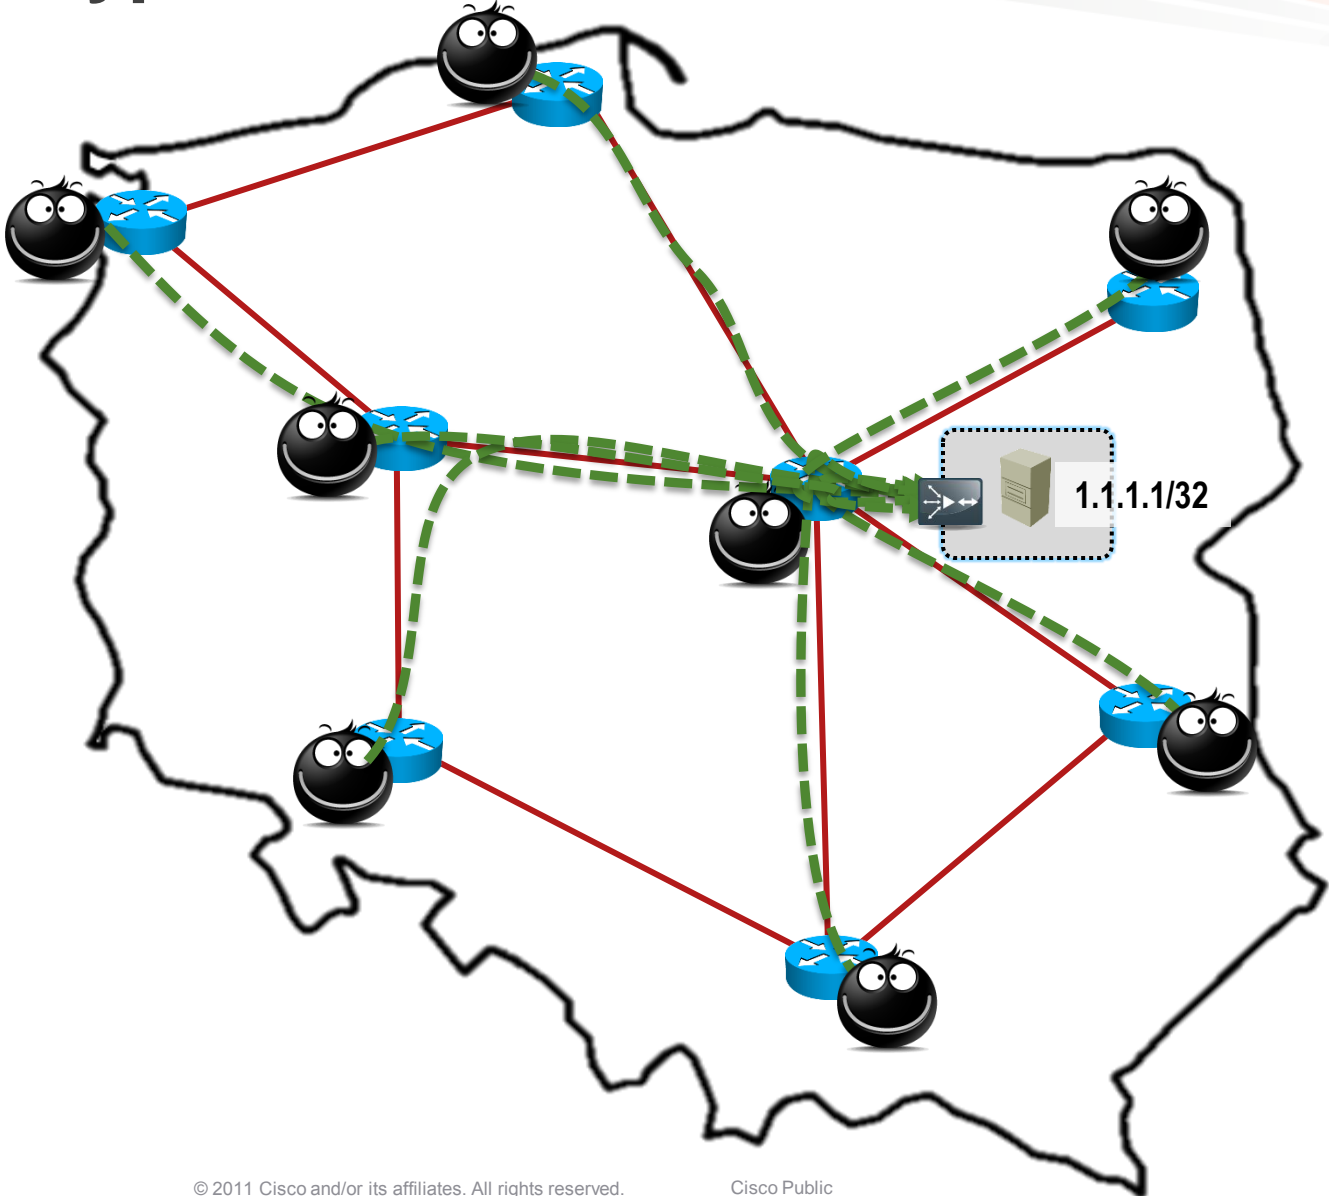 1.1.1.1/32
© 2011 Cisco and/or its affiliates. All rights reserved. Cisco Public